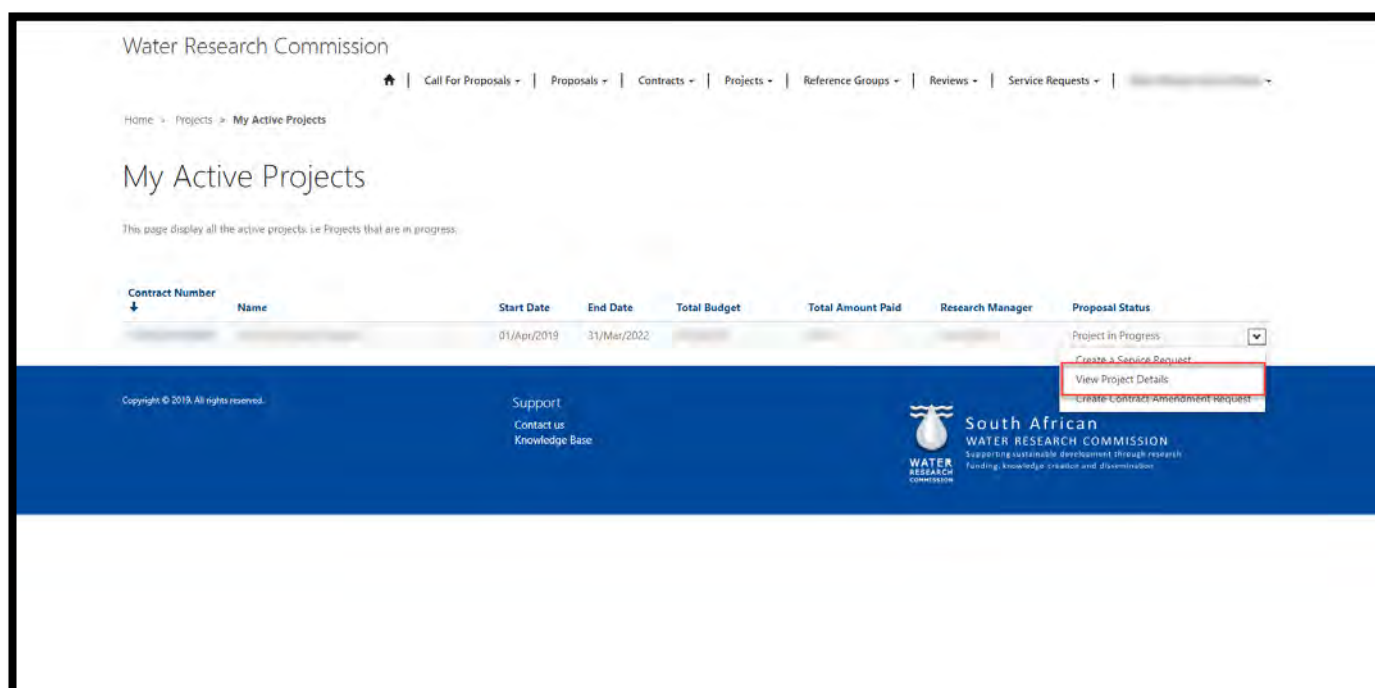 Water Research Commission
Call For Proposals | Proposals | Contracts | Projects | Reference Groups | Reviews | Service Requests |
Home > Projects > My Active Projects
My Active Projects
This page display all the active projects. i.e Projects that are in progress.
Contract Number
Name Start Date End Date Total Budget Total Amount Paid Research Manager Proposal Status
01/Apr/2019 31/Mar/2022 Project in Progress
Create a Service Request
View Project Details
Create Contract Amendment Request
Copyright © 2019. All rights reserved.
Support
Contact us
Knowledge Base
South African
WATER RESEARCH COMMISSION
Supporting sustainable development through research
funding, knowledge creation and dissemination
WATER
RESEARCH
COMMISSION